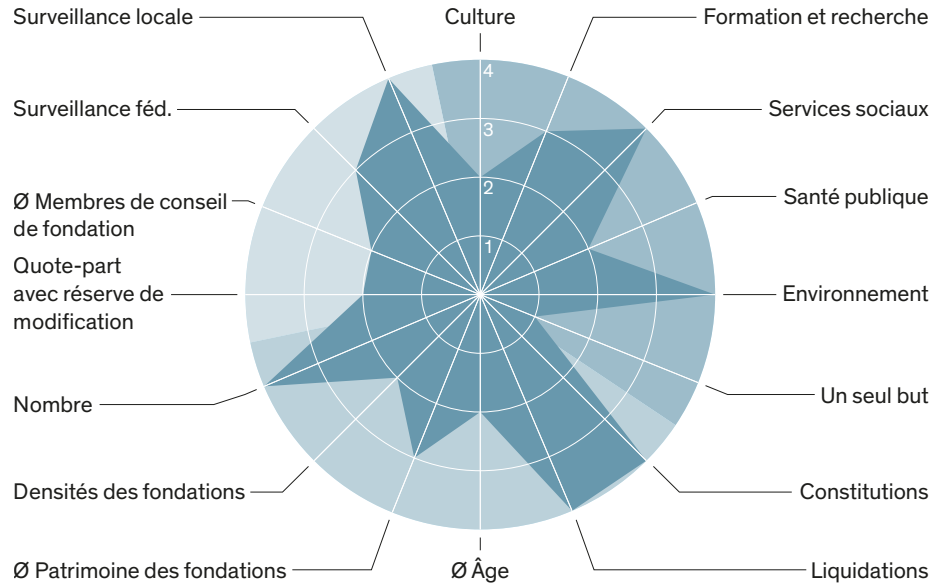 Culture
Formation et recherche
Services sociaux
Santé publique
Environnement
Un seul but
Constitutions
Liquidations
Ø Âge
Ø Patrimoine des fondations
Densités des fondations
Nombre
Quote-part
avec réserve de
modification
Ø Membres de conseil
de fondation
Surveillance féd.
Surveillance locale
4
3
2
1